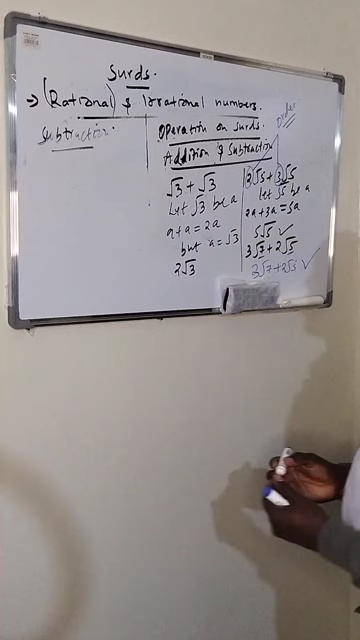 Surds.
→ (Rational) & Irrational numbers.
Subtraction.
Operation on surds.
Addition & Subtraction
Order
√3 + √3
Let √3 be a
a + a = 2a
but a = √3
2√3
2√5 + 3√5
let √5 be a
2a + 3a = 5a
5√5 ✓
3√7 + 2√5
3√7 + 2√5 ✓